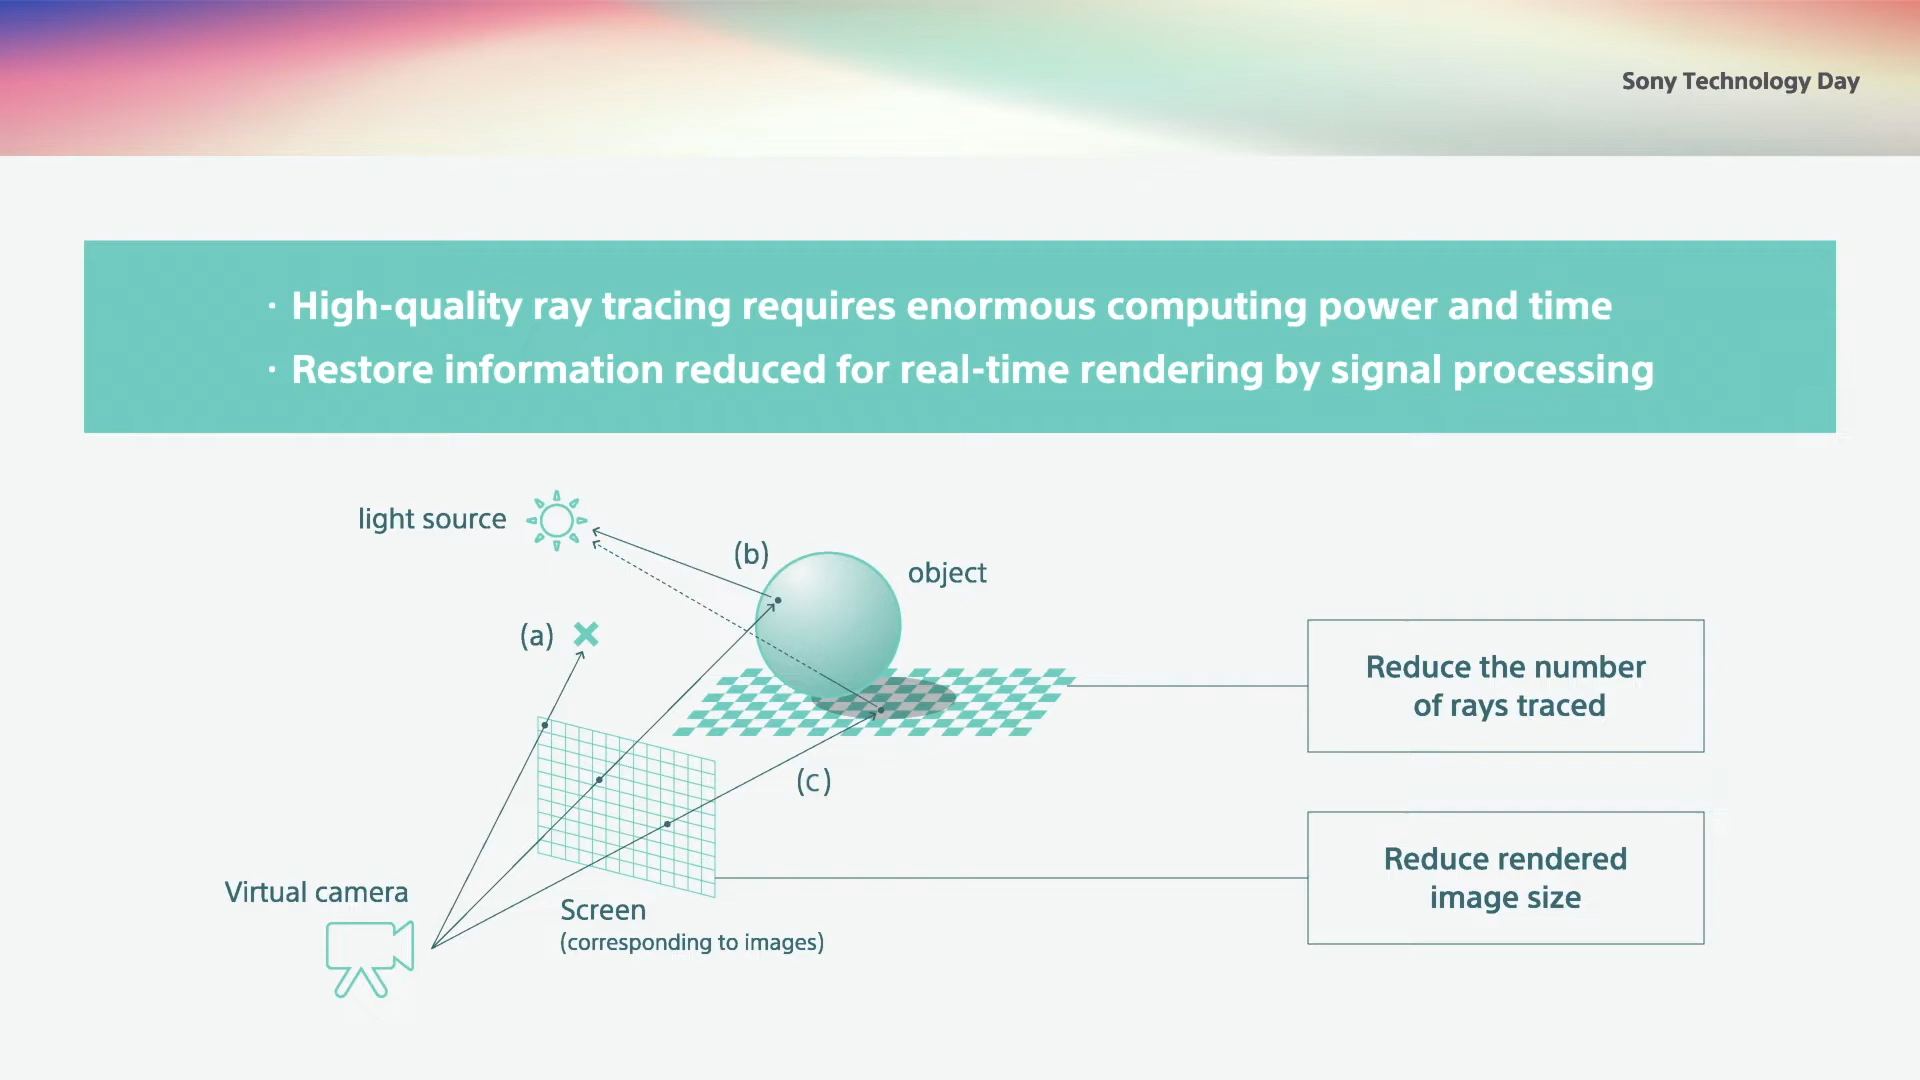 Sony Technology Day
· High-quality ray tracing requires enormous computing power and time
· Restore information reduced for real-time rendering by signal processing
light source
(b)
object
(a)
Reduce the number
of rays traced
(c)
Reduce rendered
image size
Virtual camera
Screen
(corresponding to images)